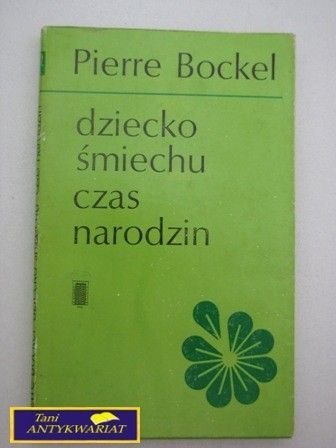 Pierre Bockel
dziecko
śmiechu
czas
narodzin
Tani
ANTYKWARIAT